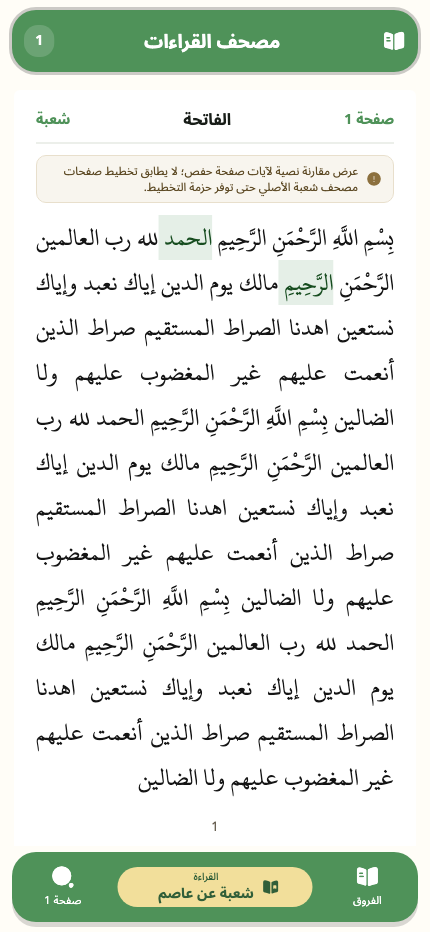 مصحف القراءات
1
صفحة 1
الفاتحة
شعبة
عرض مقارنة نصية لآيات صفحة حفص؛ لا يطابق تخطيط صفحات
مصحف شعبة الأصلي حتى توفر حزمة التخطيط.
بِسْمِ اللَّهِ الرَّحْمَنِ الرَّحِيمِ الحمد لله رب العالمين
الرَّحْمَنِ الرَّحِيمِ مالك يوم الدين إياك نعبد وإياك
نستعين اهدنا الصراط المستقيم صراط الذين
أنعمت عليهم غير المغضوب عليهم ولا
الضالين بِسْمِ اللَّهِ الرَّحْمَنِ الرَّحِيمِ الحمد لله رب
العالمين الرَّحْمَنِ الرَّحِيمِ مالك يوم الدين إياك
نعبد وإياك نستعين اهدنا الصراط المستقيم
صراط الذين أنعمت عليهم غير المغضوب
عليهم ولا الضالين بِسْمِ اللَّهِ الرَّحْمَنِ الرَّحِيمِ
الحمد لله رب العالمين الرَّحْمَنِ الرَّحِيمِ مالك
يوم الدين إياك نعبد وإياك نستعين اهدنا
الصراط المستقيم صراط الذين أنعمت عليهم
غير المغضوب عليهم ولا الضالين
1
الفروق
القراءة
شعبة عن عاصم
صفحة 1